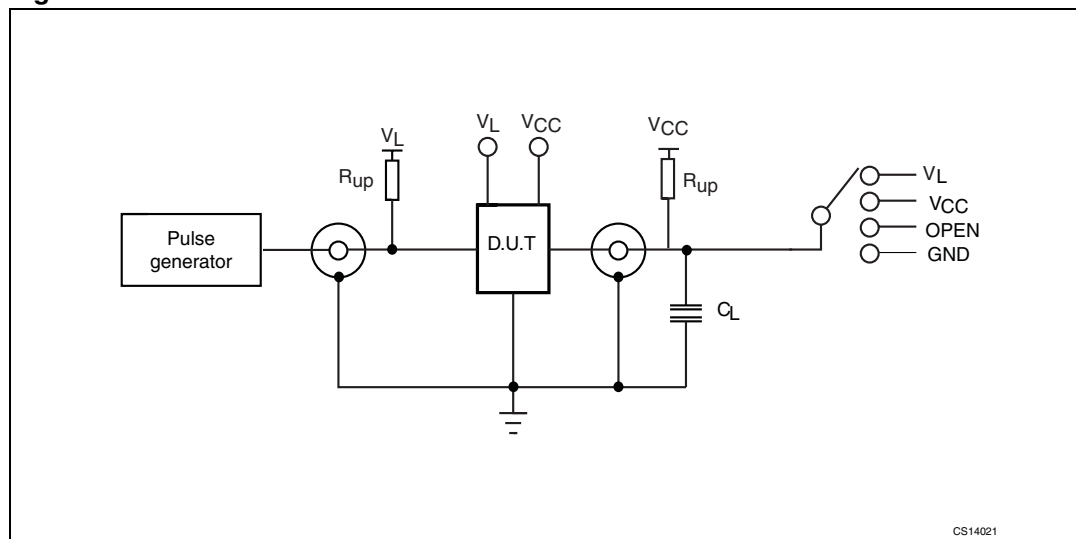 VL
VL
VCC
VCC
Rup
Rup
VL
VCC
OPEN
GND
Pulse
generator
D.U.T
CL
CS14021